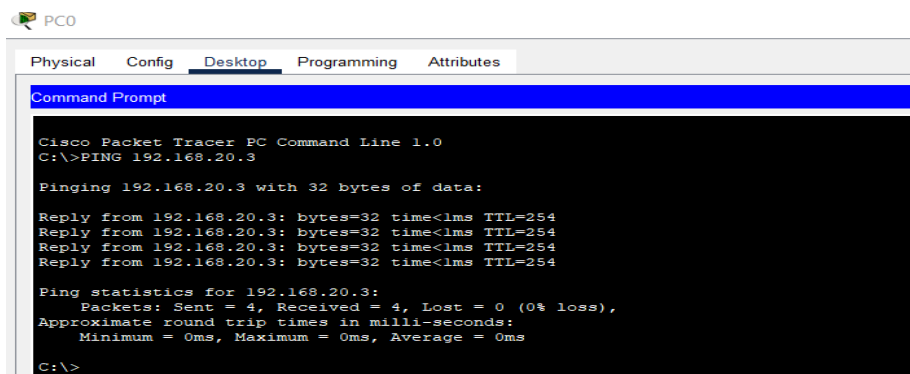 PC0
Physical Config Desktop Programming Attributes
Command Prompt
Cisco Packet Tracer PC Command Line 1.0
C:\>PING 192.168.20.3
Pinging 192.168.20.3 with 32 bytes of data:
Reply from 192.168.20.3: bytes=32 time<1ms TTL=254
Reply from 192.168.20.3: bytes=32 time<1ms TTL=254
Reply from 192.168.20.3: bytes=32 time<1ms TTL=254
Reply from 192.168.20.3: bytes=32 time<1ms TTL=254
Ping statistics for 192.168.20.3:
Packets: Sent = 4, Received = 4, Lost = 0 (0% loss),
Approximate round trip times in milli-seconds:
Minimum = 0ms, Maximum = 0ms, Average = 0ms
C:\>